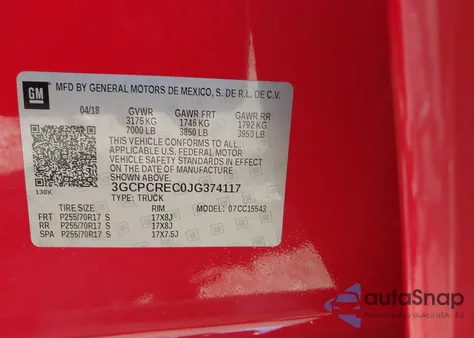 GM
MFD BY GENERAL MOTORS DE MEXICO, S. DE R.L. DE C.V.
04/18 GVWR GAWR FRT GAWR RR
3175 KG 1746 KG 1792 KG
7000 LB 3850 LB 3950 LB
THIS VEHICLE CONFORMS TO ALL
APPLICABLE U.S. FEDERAL MOTOR
VEHICLE SAFETY STANDARDS IN EFFECT
ON THE DATE OF MANUFACTURE
SHOWN ABOVE.
3GCPCREC0JG374117
130X TYPE: TRUCK MODEL: 07CC15543
TIRE SIZE RIM
FRT P255/70R17 S 17X8J
RR P255/70R17 S 17X8J
SPA P255/70R17 S 17X7.5J
autaSnap